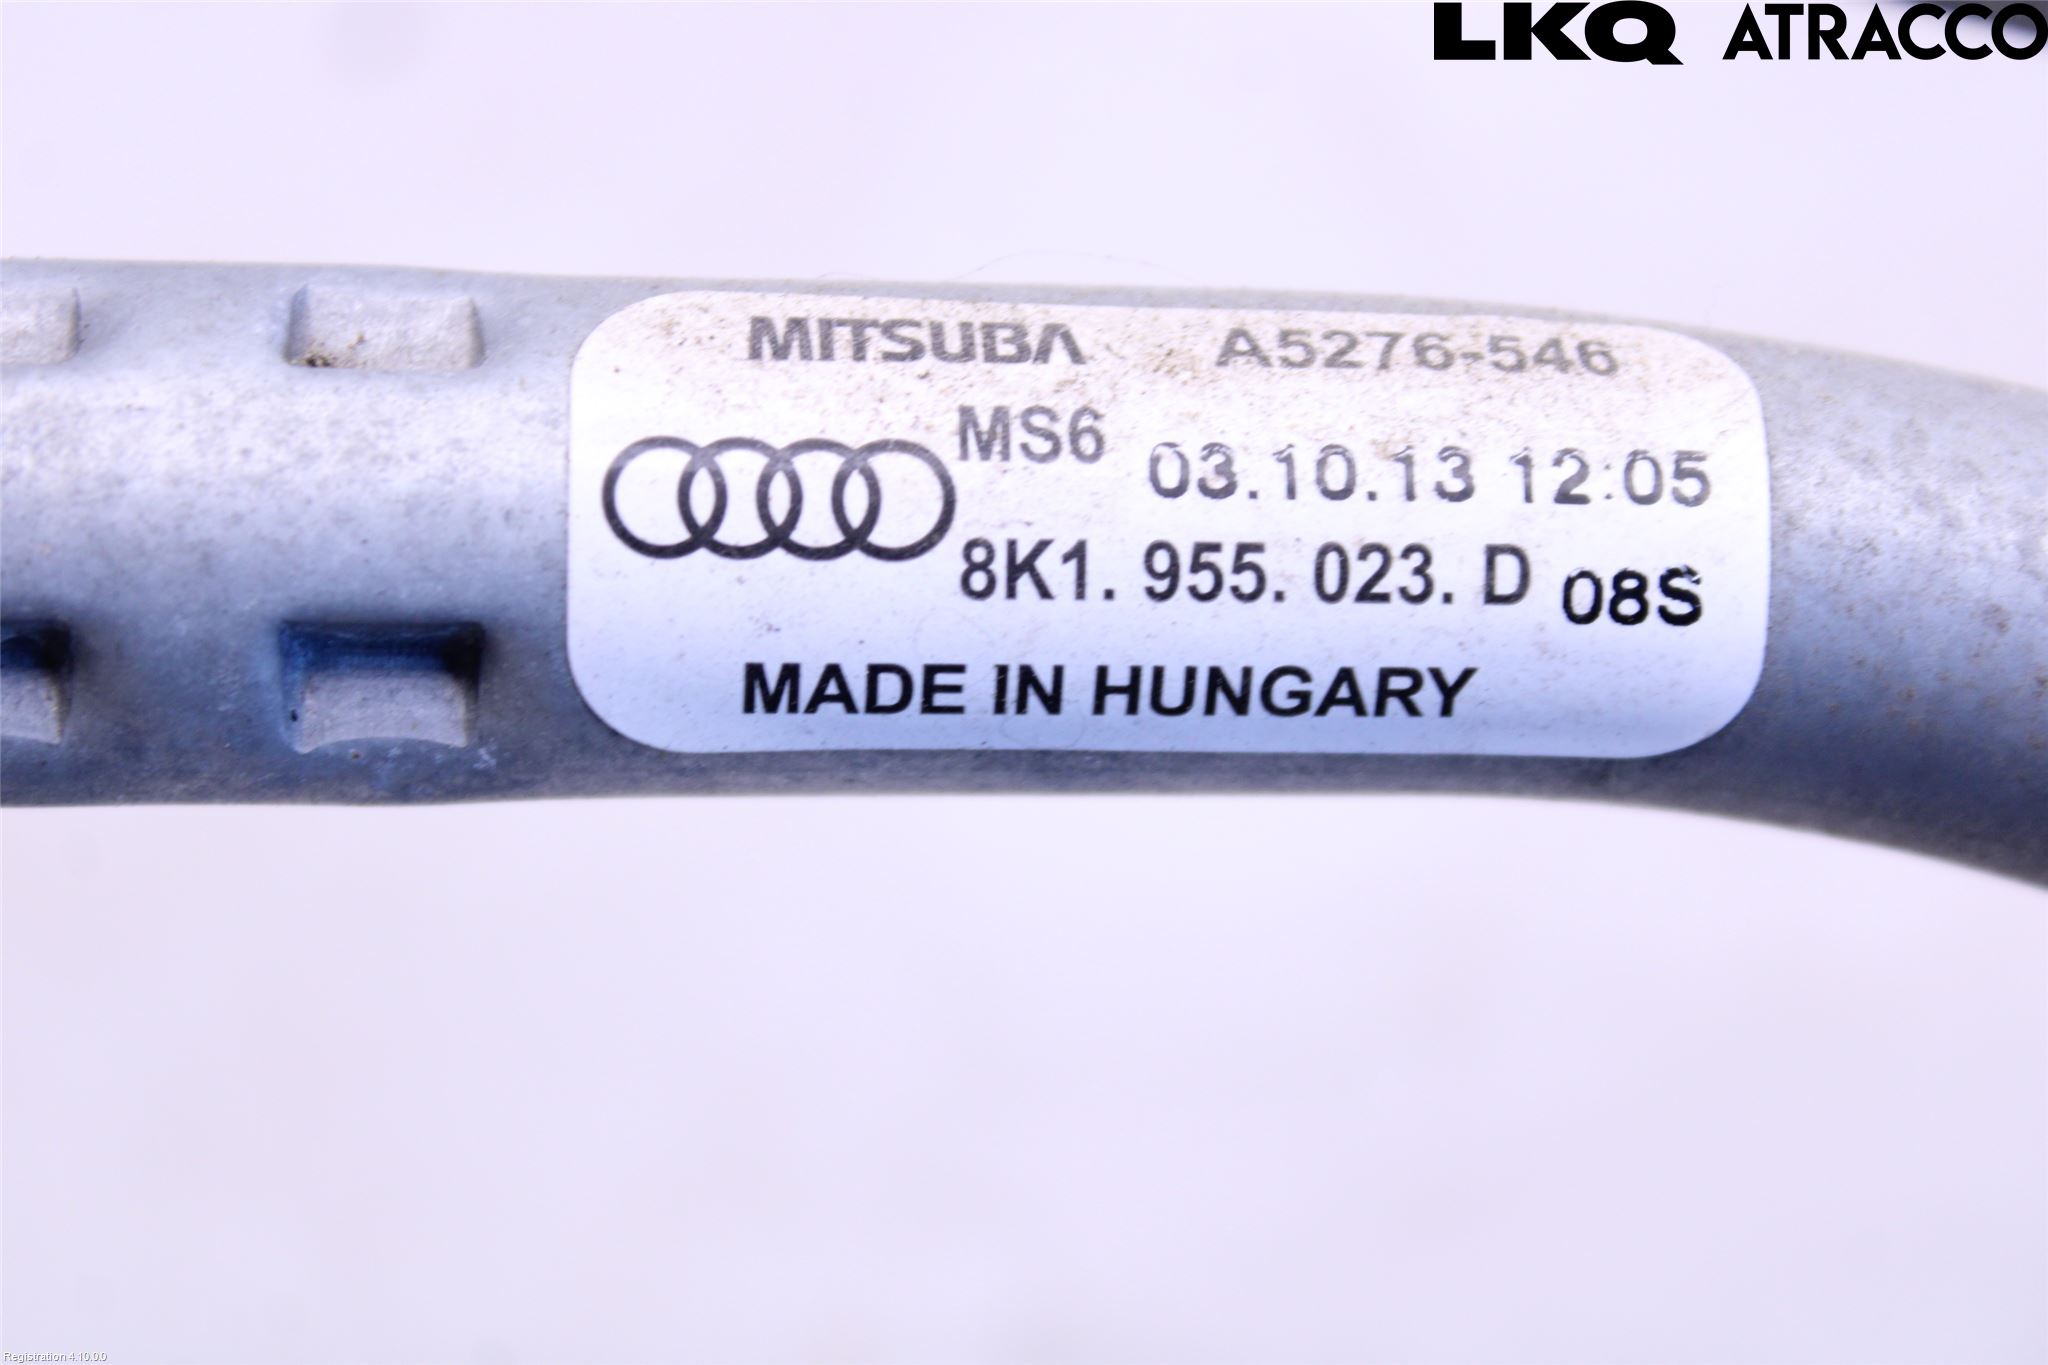 LKQ ATRACCO
MITSUBA A5276-546
MS6 03.10.13 12:05
8K1. 955. 023. D 08S
MADE IN HUNGARY
Registration 4.10.0.0